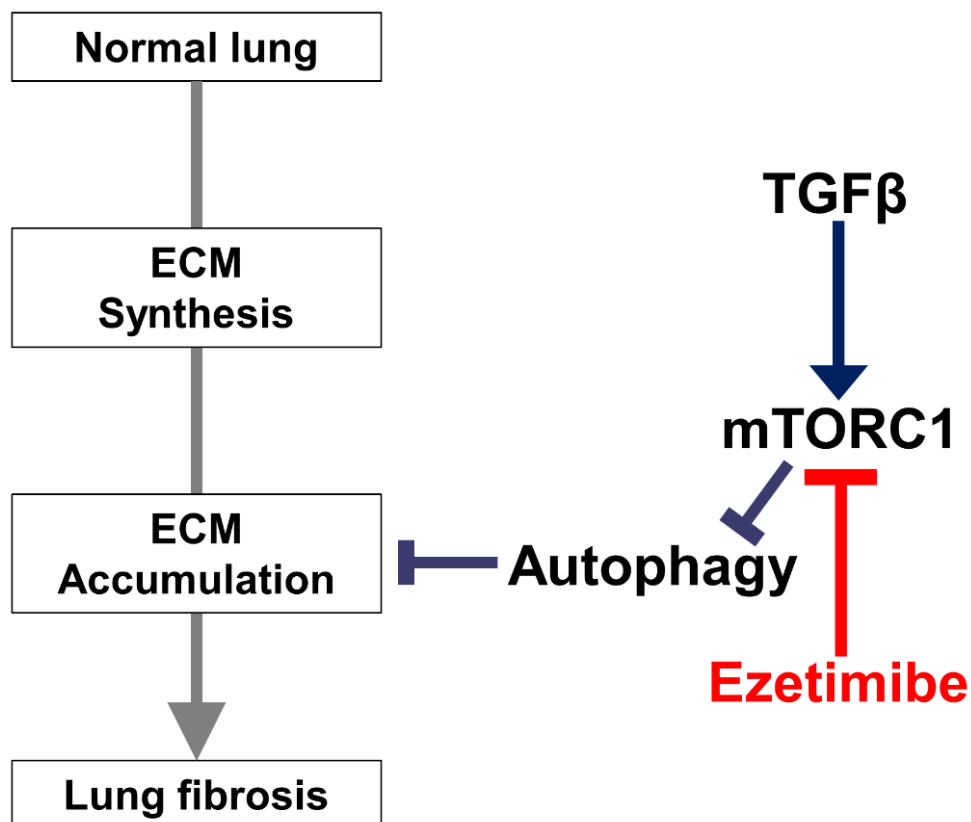 Normal lung
ECM
Synthesis
ECM
Accumulation
Lung fibrosis
TGFβ
mTORC1
Autophagy
Ezetimibe